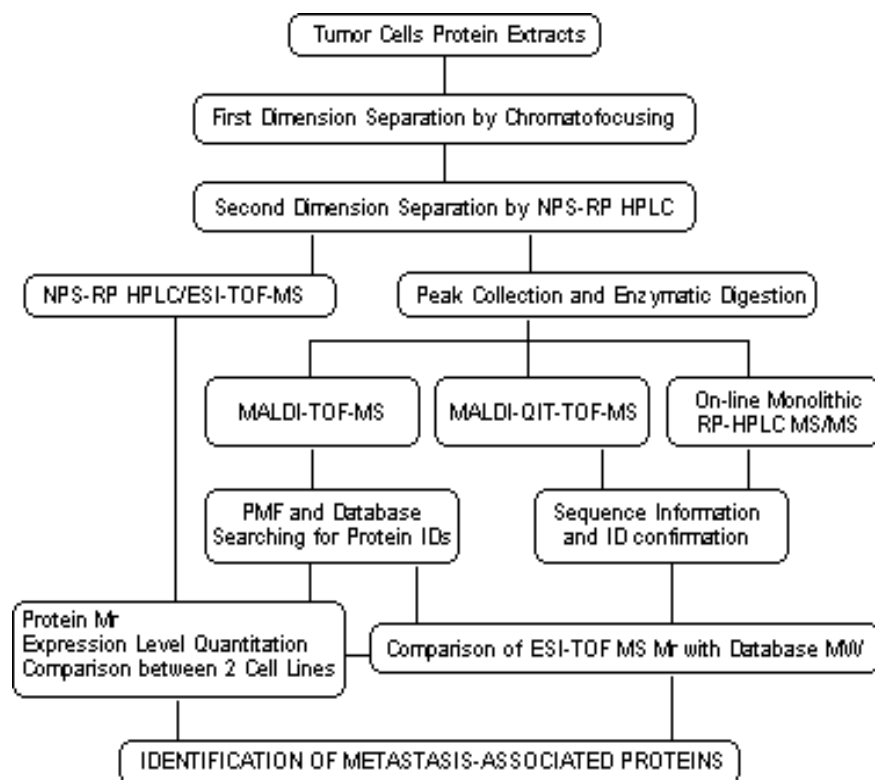 Tumor Cells Protein Extracts
First Dimension Separation by Chromatofocusing
Second Dimension Separation by NPS-RP HPLC
NPS-RP HPLC/ESI-TOF-MS
Peak Collection and Enzymatic Digestion
MALDI-TOF-MS
MALDI-QIT-TOF-MS
On-line Monolithic
RP-HPLC MS/MS
PMF and Database
Searching for Protein IDs
Sequence Information
and ID confirmation
Protein Mr
Expression Level Quantitation
Comparison between 2 Cell Lines
Comparison of ESI-TOF MS Mr with Database MW
IDENTIFICATION OF METASTASIS-ASSOCIATED PROTEINS